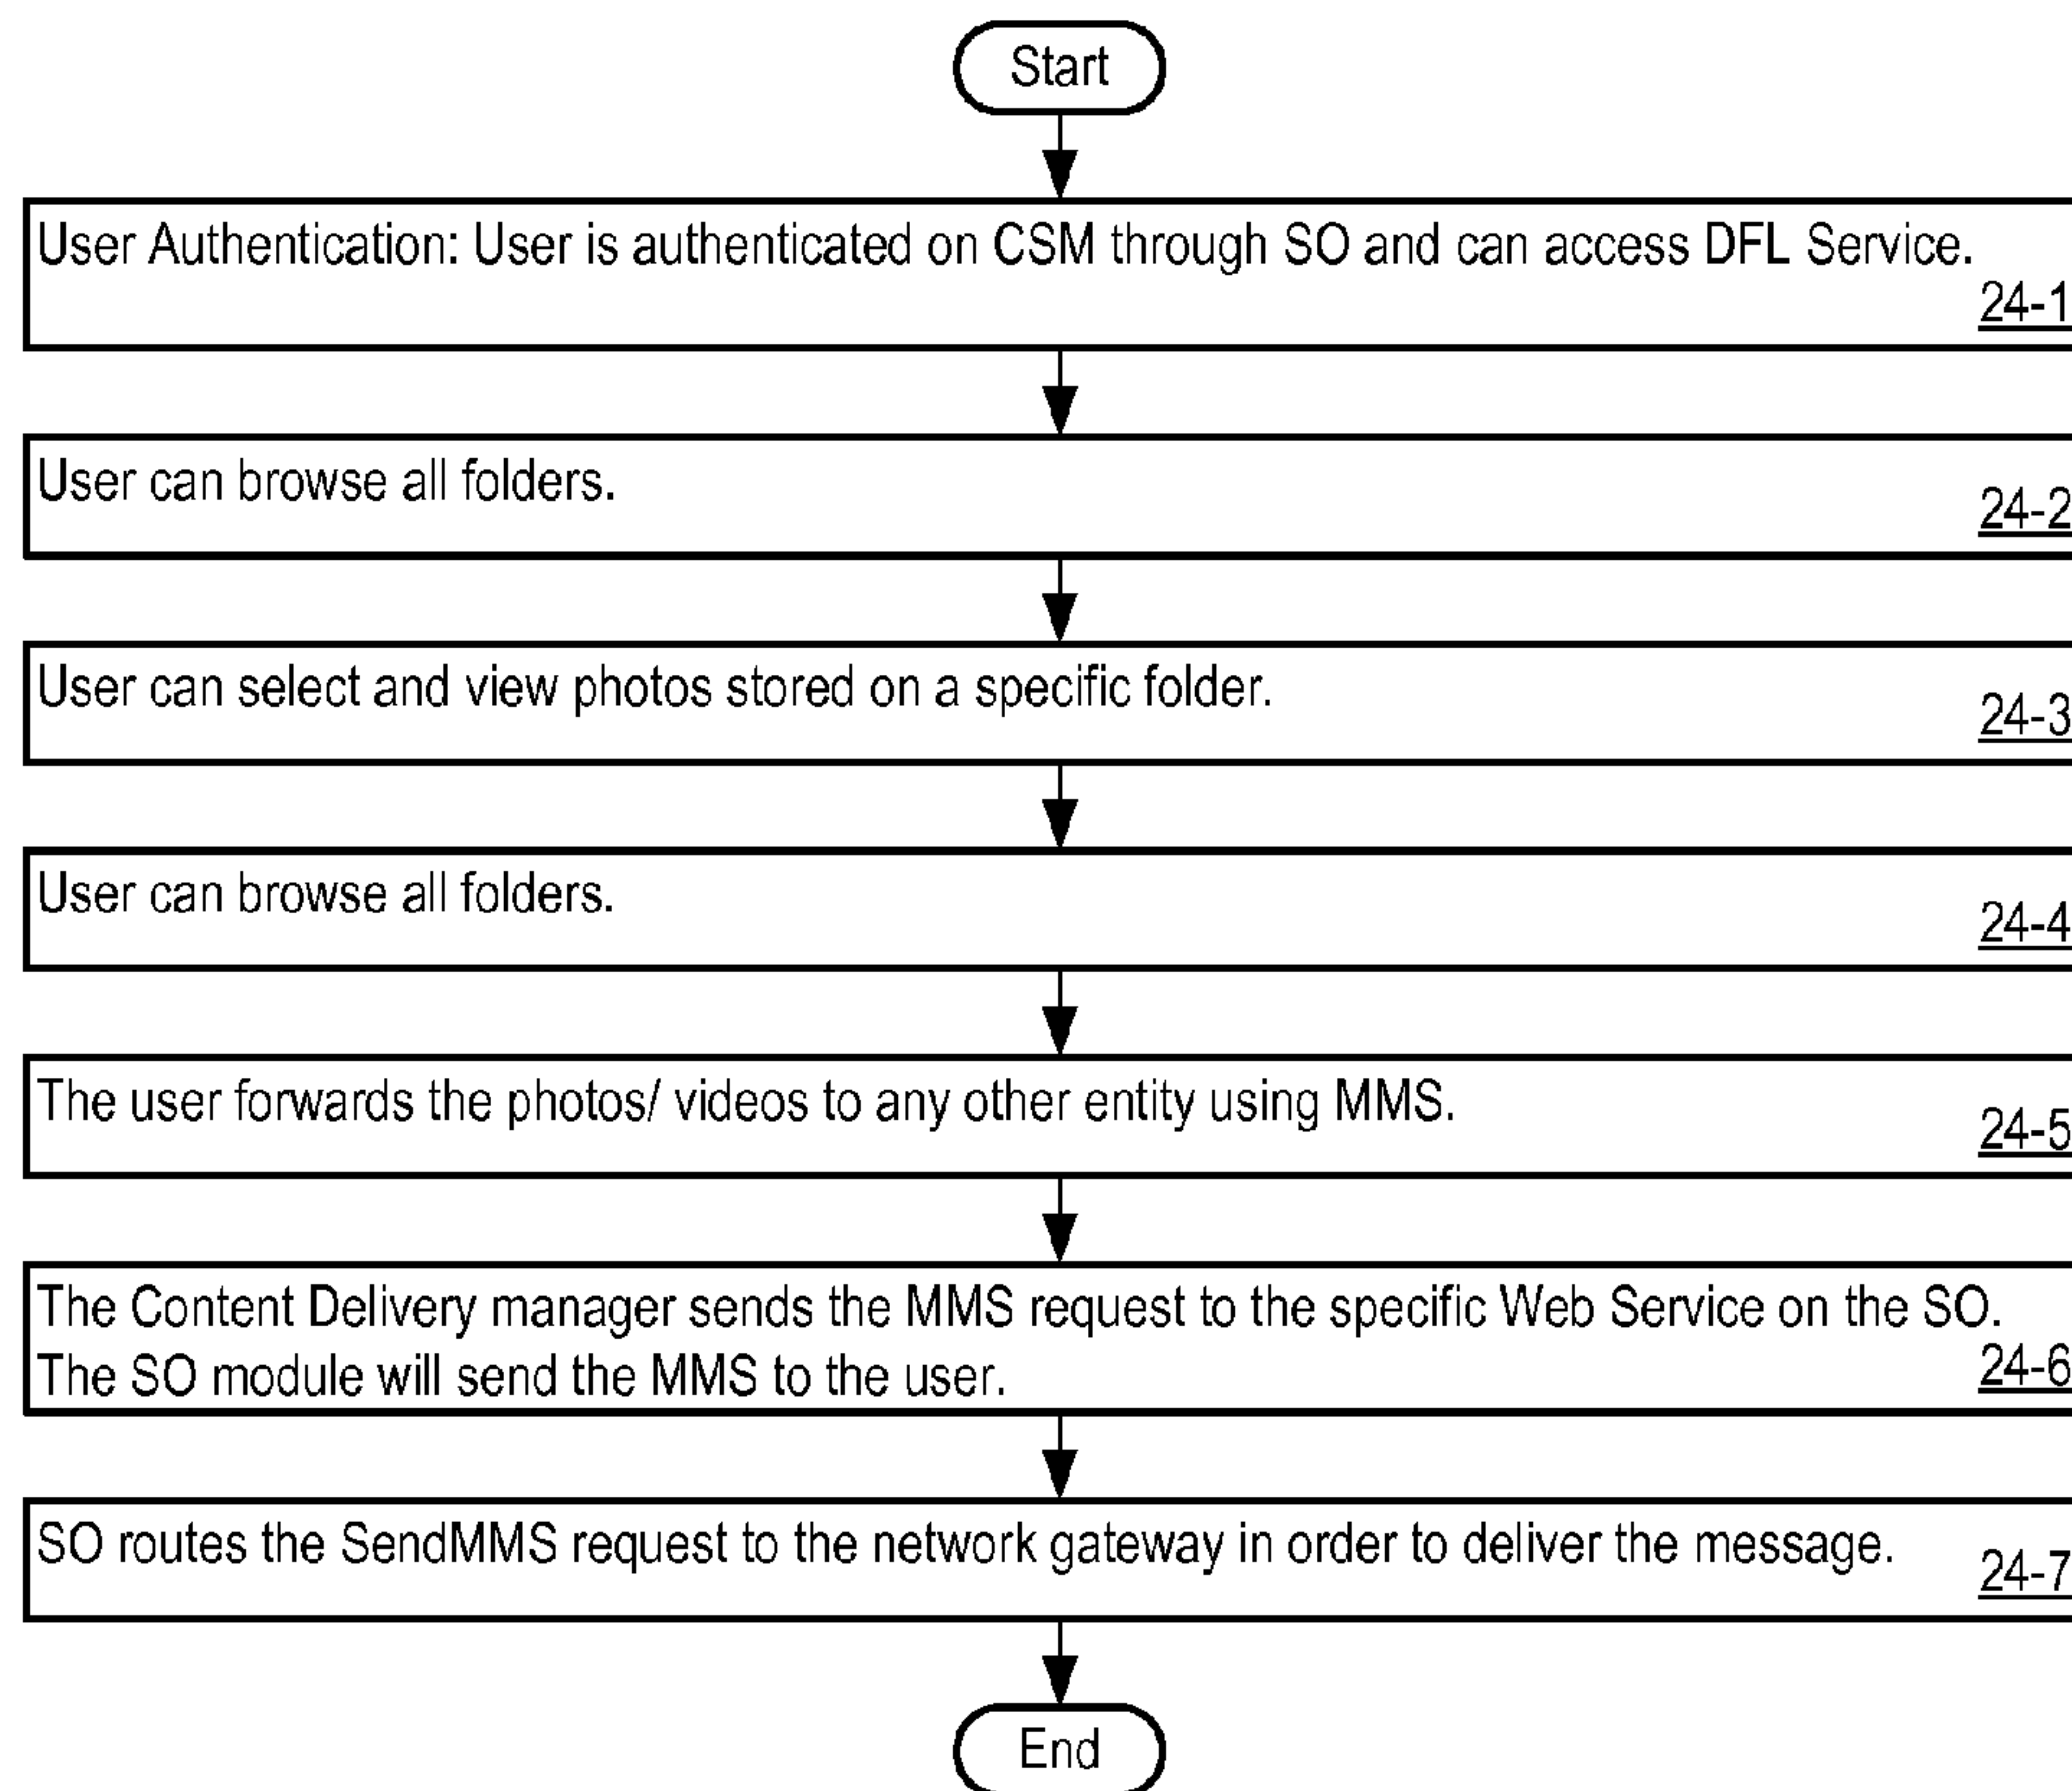 Start
User Authentication: User is authenticated on CSM through SO and can access DFL Service.
24-1
User can browse all folders.
24-2
User can select and view photos stored on a specific folder.
24-3
User can browse all folders.
24-4
The user forwards the photos/ videos to any other entity using MMS.
24-5
The Content Delivery manager sends the MMS request to the specific Web Service on the SO.
The SO module will send the MMS to the user.
24-6
SO routes the SendMMS request to the network gateway in order to deliver the message.
24-7
End